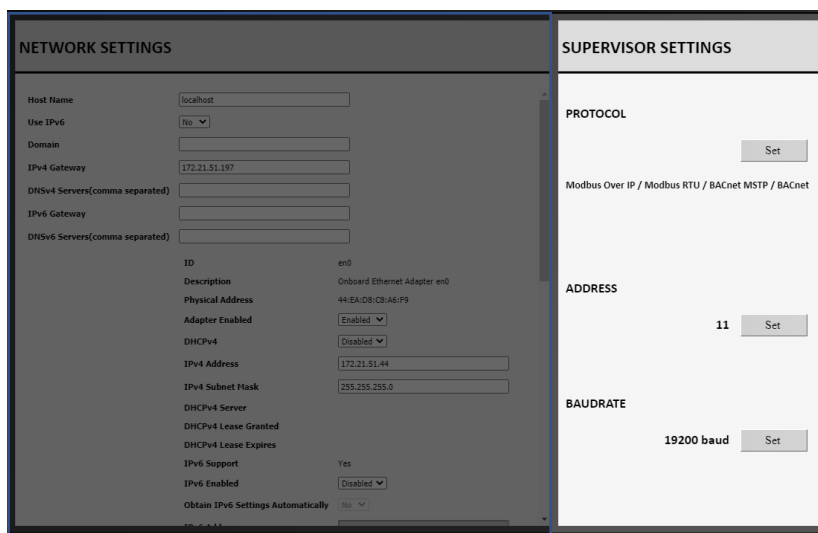 NETWORK SETTINGS
Host Name localhost
Use IPv6 No
Domain
IPv4 Gateway 172.21.51.197
DNSv4 Servers(comma separated)
IPv6 Gateway
DNSv6 Servers(comma separated)
ID en0
Description Onboard Ethernet Adapter en0
Physical Address 44:EA:D8:C8:A6:F9
Adapter Enabled Enabled
DHCPv4 Disabled
IPv4 Address 172.21.51.44
IPv4 Subnet Mask 255.255.255.0
DHCPv4 Server
DHCPv4 Lease Granted
DHCPv4 Lease Expires
IPv6 Support Yes
IPv6 Enabled Disabled
Obtain IPv6 Settings Automatically No
SUPERVISOR SETTINGS
PROTOCOL
Set
Modbus Over IP / Modbus RTU / BACnet MSTP / BACnet
ADDRESS
11 Set
BAUDRATE
19200 baud Set